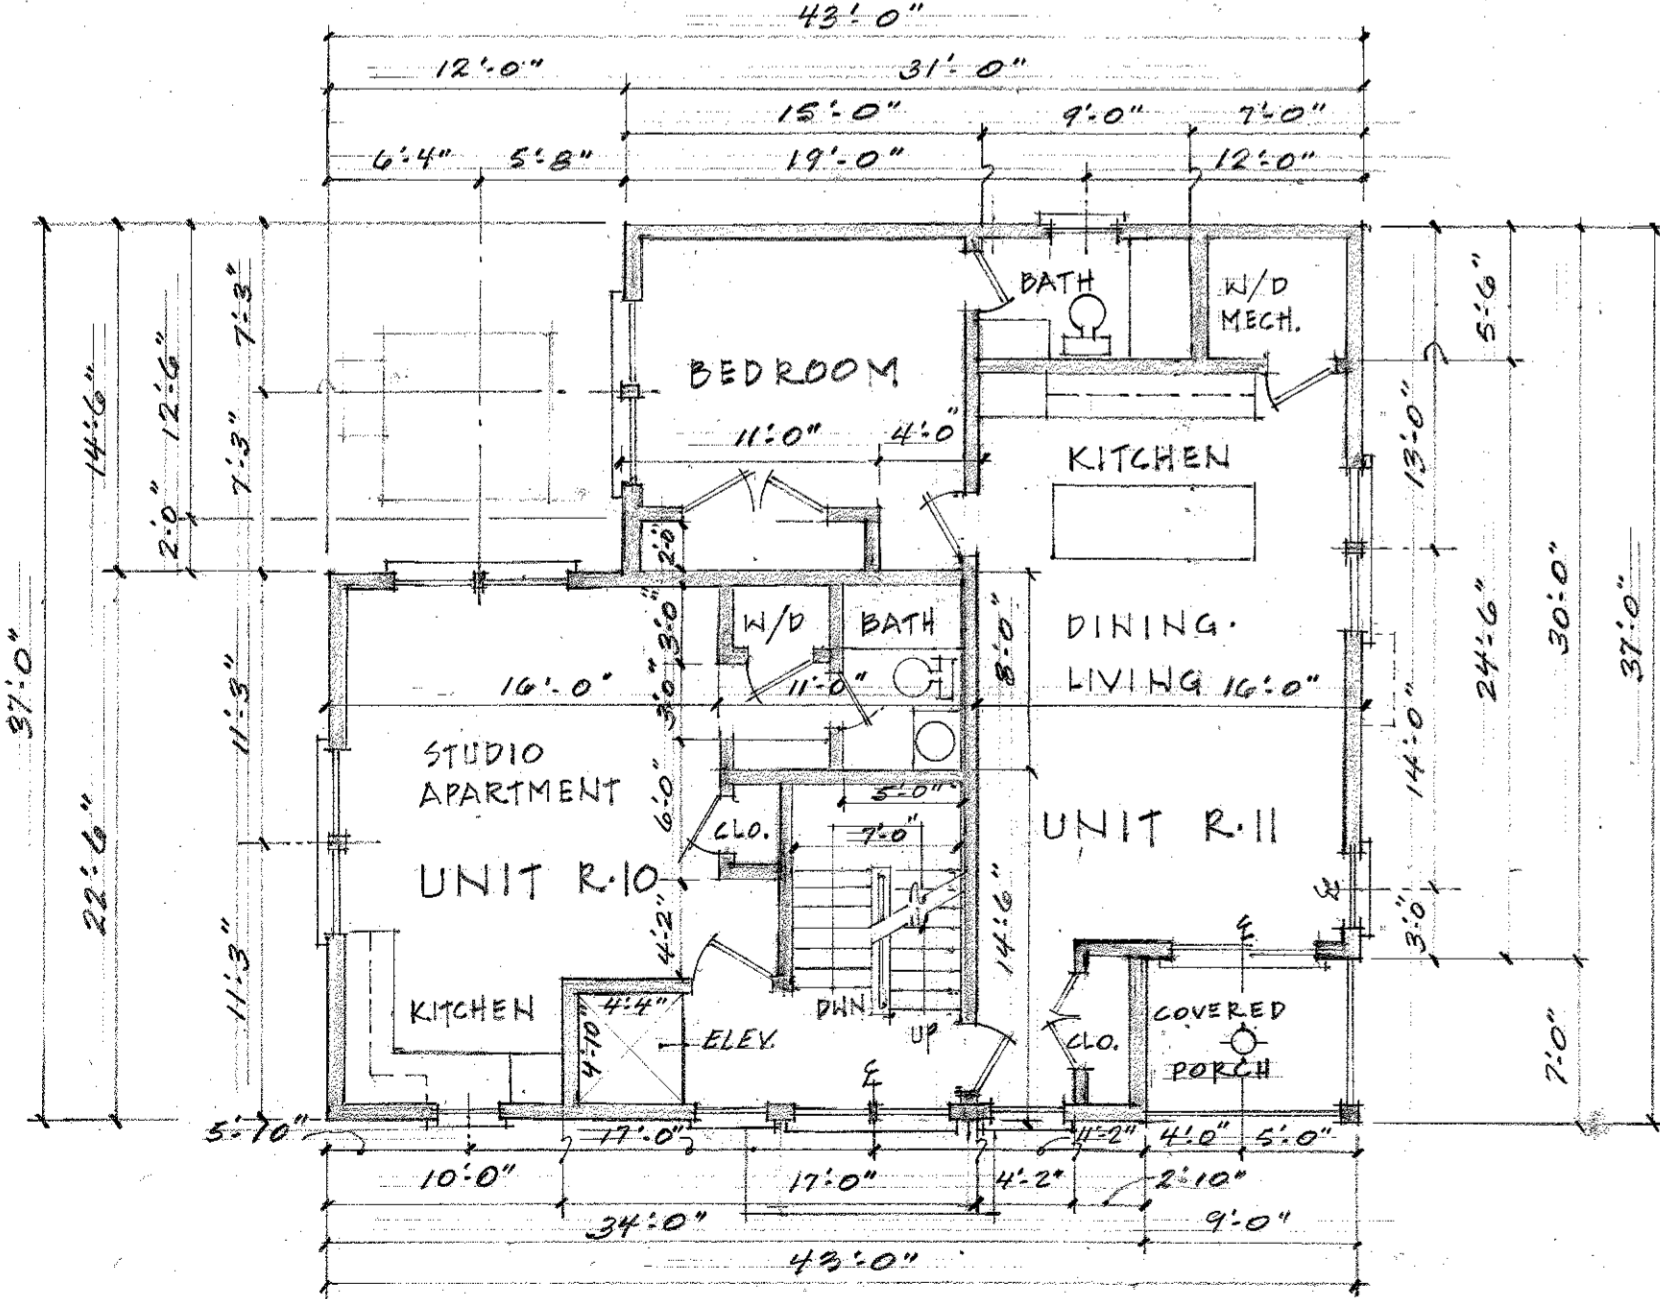 43'-0"
12'-0" 31'-0"
15'-0" 9'-0" 7'-0"
6'-4" 5'-8" 19'-0" 12'-0"
37'-0"
14'-6"
22'-6"
2'-0" 12'-6"
7'-3"
7'-3"
11'-3"
11'-3"
BEDROOM
11'-0" 4'-0"
BATH
W/D
MECH.
KITCHEN
5'-6"
13'-0"
14'-0"
3'-0"
24'-6"
30'-0"
7'-0"
37'-0"
2'-0"
3'-0"
3'-0"
6'-0"
4'-2"
W/D BATH
16'-0" 11'-0"
8'-0"
14'-6"
DINING·
LIVING 16'-0"
STUDIO
APARTMENT
UNIT R·10
CLO.
5'-0"
7'-0"
UNIT R·11
KITCHEN
4'-4"
4'-10"
ELEV.
DWN
UP
CLO.
COVERED
PORCH
5'-10" 17'-0" 4'-2" 4'-0" 5'-0"
10'-0" 17'-0" 4'-2" 2'-10"
34'-0" 9'-0"
43'-0"